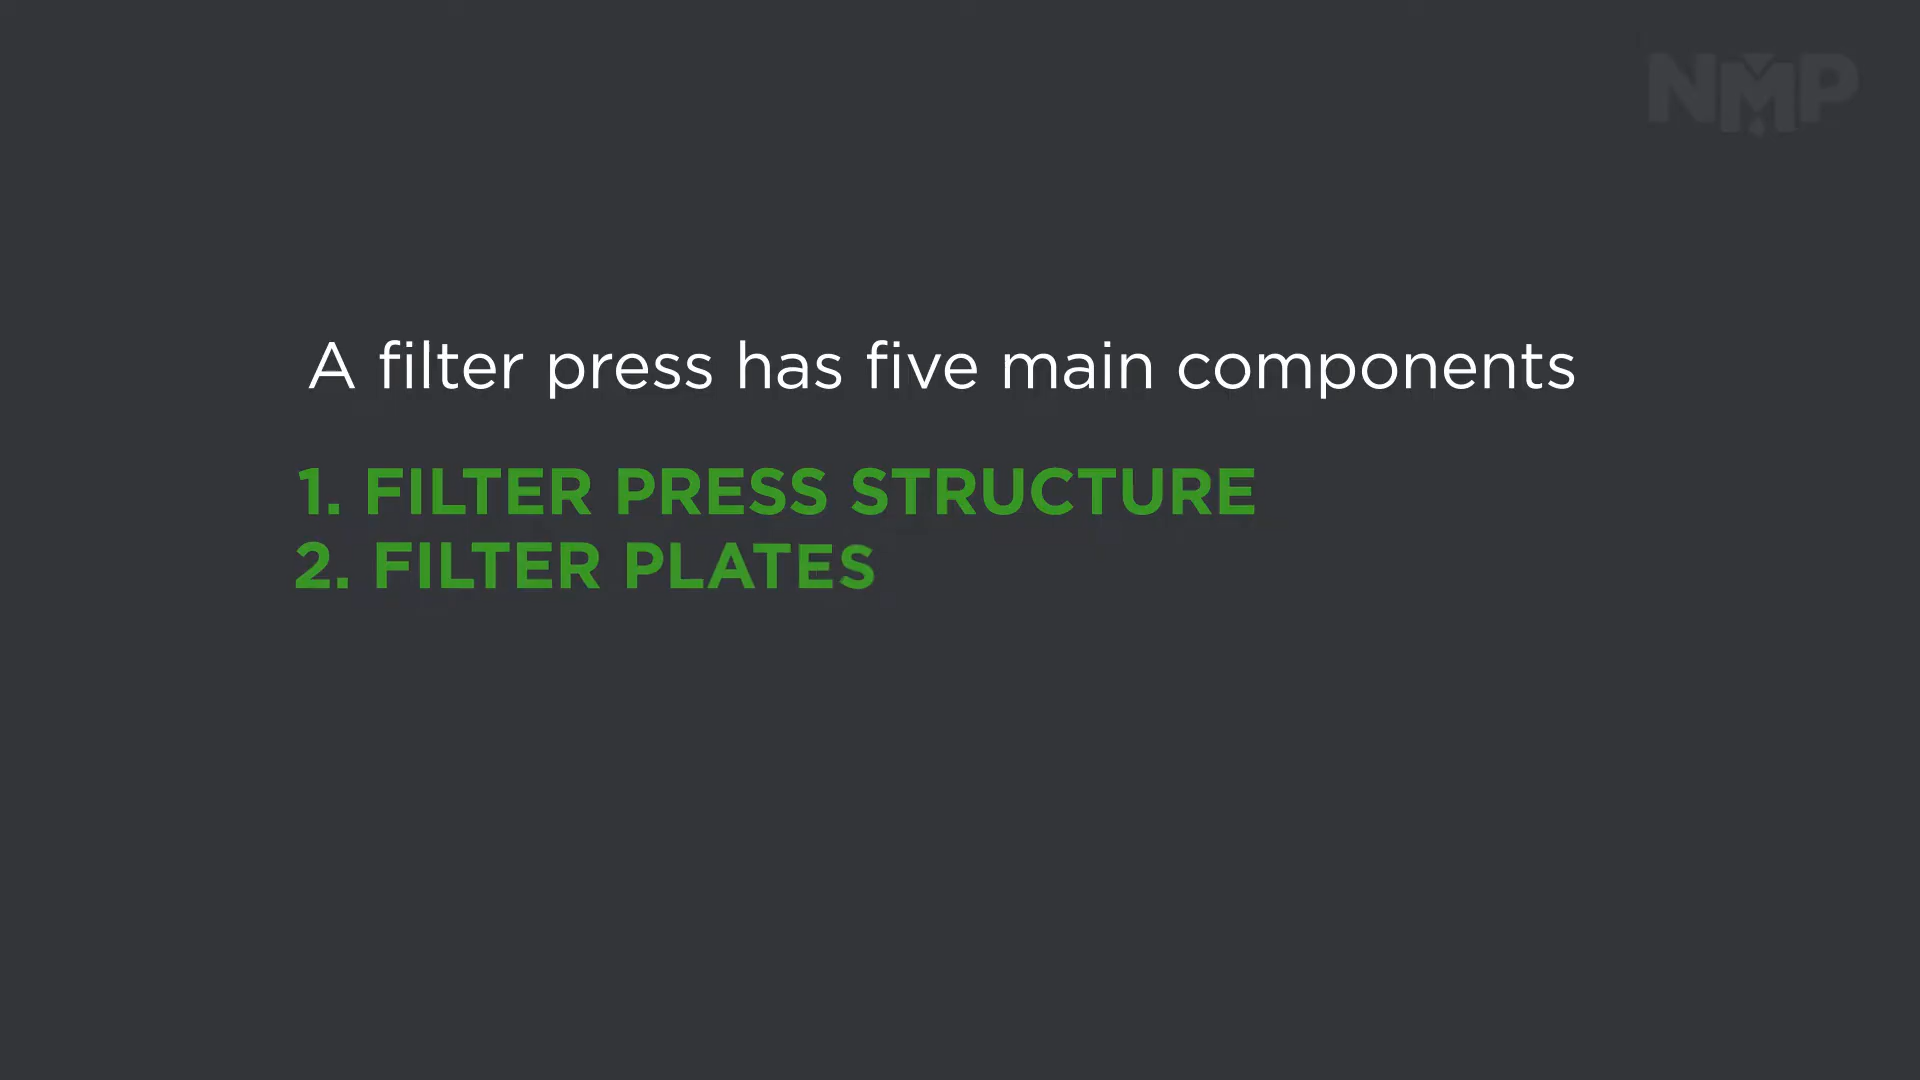 NMP
A filter press has five main components
1. FILTER PRESS STRUCTURE
2. FILTER PLATES